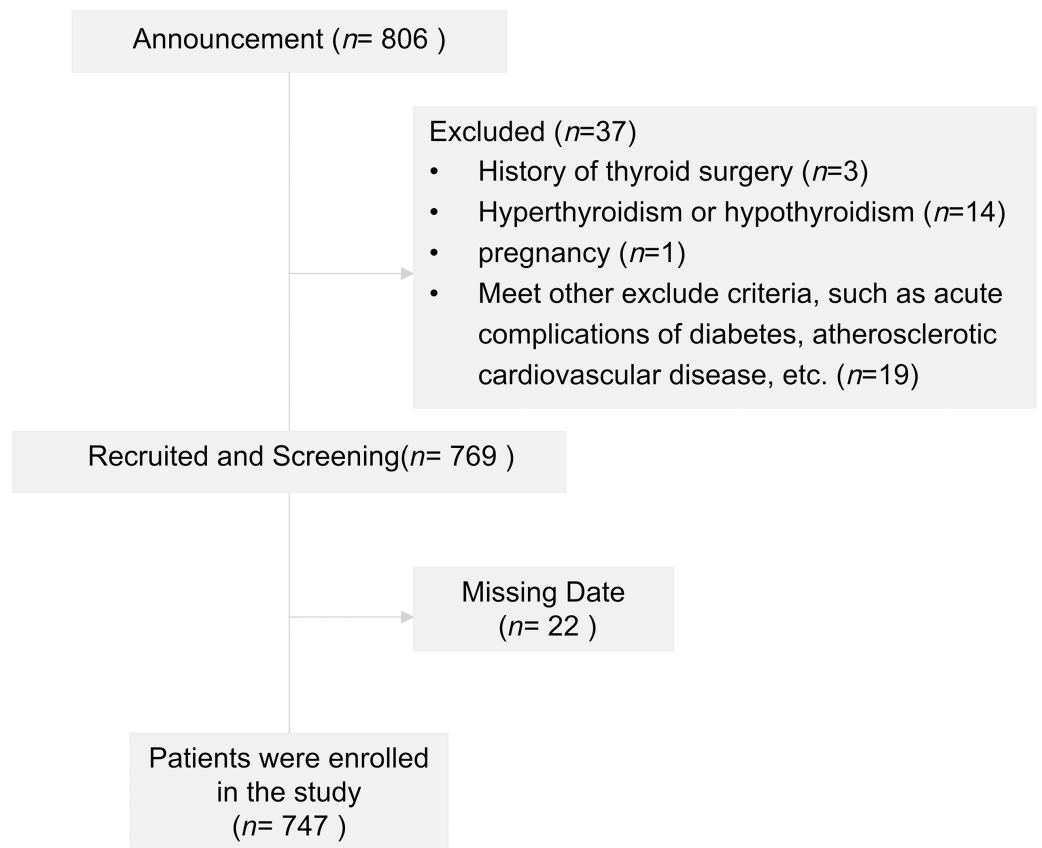 Announcement (n= 806 )
Excluded (n=37)
• History of thyroid surgery (n=3)
• Hyperthyroidism or hypothyroidism (n=14)
• pregnancy (n=1)
• Meet other exclude criteria, such as acute
complications of diabetes, atherosclerotic
cardiovascular disease, etc. (n=19)
Recruited and Screening(n= 769 )
Missing Date
(n= 22 )
Patients were enrolled
in the study
(n= 747 )